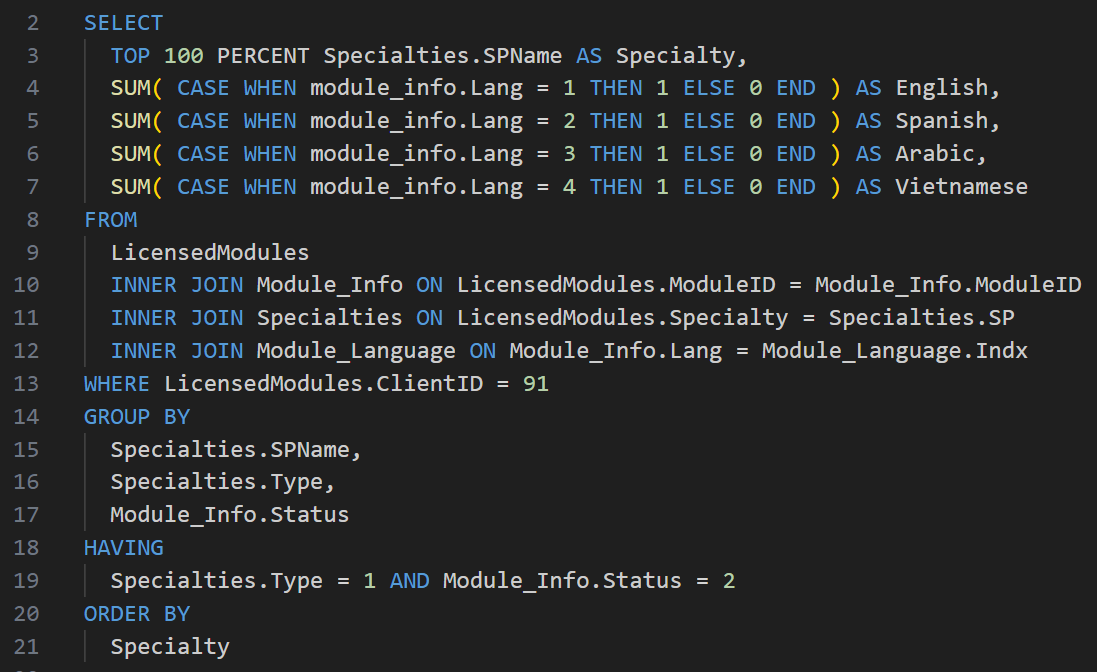 2 SELECT
3 TOP 100 PERCENT Specialties.SPName AS Specialty,
4 SUM( CASE WHEN module_info.Lang = 1 THEN 1 ELSE 0 END ) AS English,
5 SUM( CASE WHEN module_info.Lang = 2 THEN 1 ELSE 0 END ) AS Spanish,
6 SUM( CASE WHEN module_info.Lang = 3 THEN 1 ELSE 0 END ) AS Arabic,
7 SUM( CASE WHEN module_info.Lang = 4 THEN 1 ELSE 0 END ) AS Vietnamese
8 FROM
9 LicensedModules
10 INNER JOIN Module_Info ON LicensedModules.ModuleID = Module_Info.ModuleID
11 INNER JOIN Specialties ON LicensedModules.Specialty = Specialties.SP
12 INNER JOIN Module_Language ON Module_Info.Lang = Module_Language.Indx
13 WHERE LicensedModules.ClientID = 91
14 GROUP BY
15 Specialties.SPName,
16 Specialties.Type,
17 Module_Info.Status
18 HAVING
19 Specialties.Type = 1 AND Module_Info.Status = 2
20 ORDER BY
21 Specialty